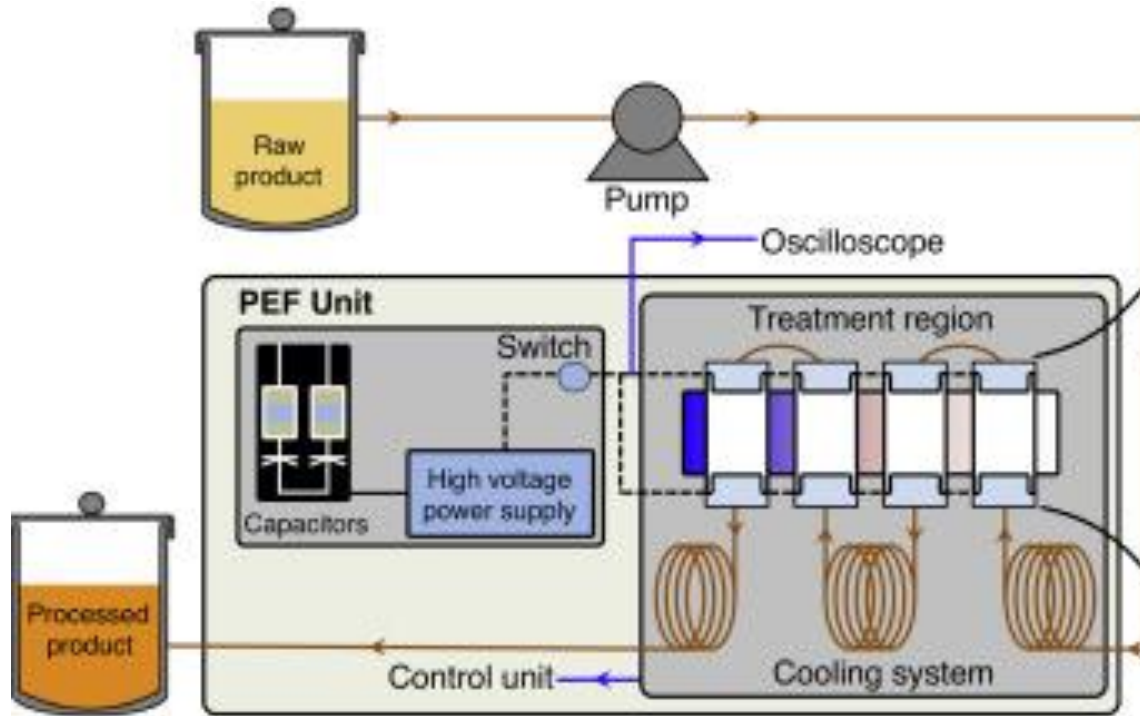 Raw
product
Pump
Oscilloscope
PEF Unit
Treatment region
Switch
High voltage
power supply
Capacitors
Processed
product
Control unit
Cooling system